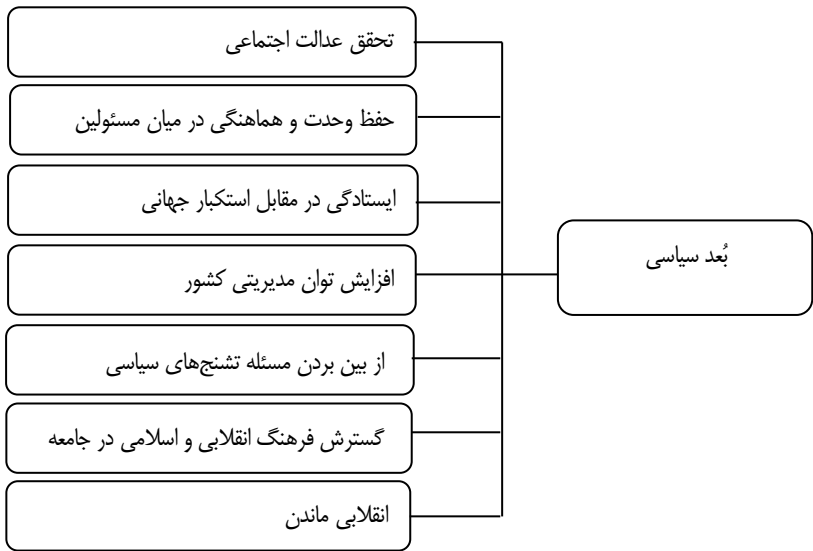 بُعد سیاسی
تحقق عدالت اجتماعی
حفظ وحدت و هماهنگی در میان مسئولین
ایستادگی در مقابل استکبار جهانی
افزایش توان مدیریتی کشور
از بین بردن مسئله تشنج‌های سیاسی
گسترش فرهنگ انقلابی و اسلامی در جامعه
انقلابی ماندن